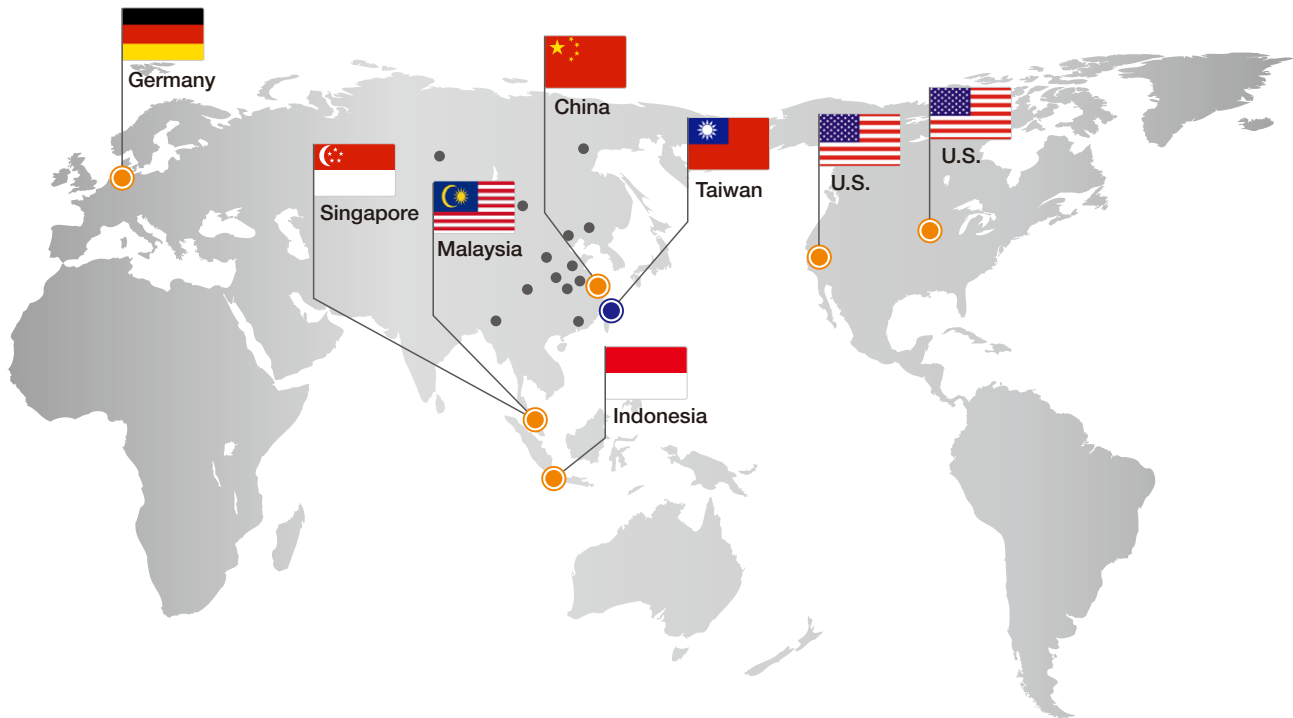 Germany
China
U.S.
U.S.
Taiwan
Singapore
Malaysia
Indonesia